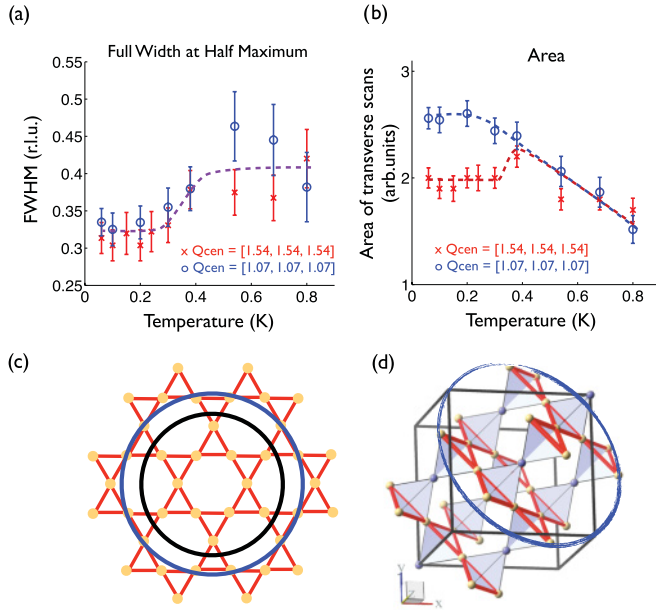 (a)
Full Width at Half Maximum
0.55
0.5
0.45
0.4
0.35
0.3
0.25
FWHM (r.l.u.)
× Qcen = [1.54, 1.54, 1.54]
o Qcen = [1.07, 1.07, 1.07]
0 0.2 0.4 0.6 0.8
Temperature (K)
(b)
Area
3
2
1
Area of transverse scans
(arb.units)
× Qcen = [1.54, 1.54, 1.54]
o Qcen = [1.07, 1.07, 1.07]
0 0.2 0.4 0.6 0.8
Temperature (K)
(c)
(d)
Y
Z
X